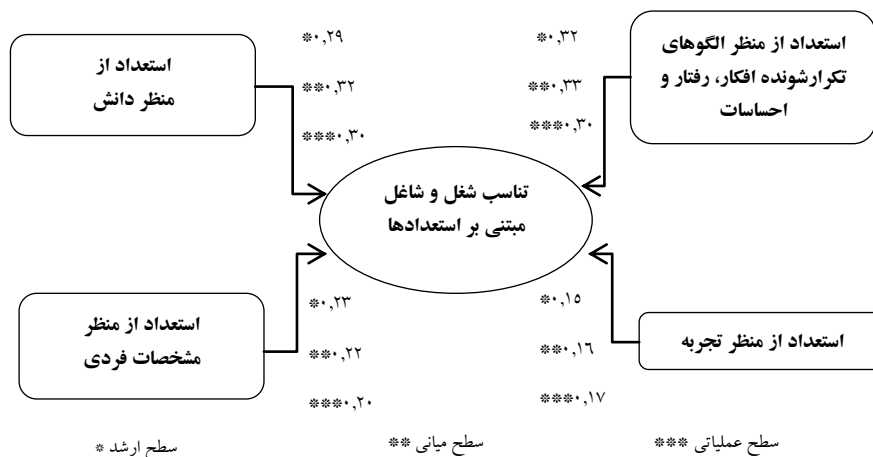 استعداد از منظر الگوهای
تکرارشونده افکار، رفتار و
احساسات
*۰,۳۲
**۰,۳۳
***۰,۳۰
*۰,۲۹
**۰,۳۲
***۰,۳۰
استعداد از
منظر دانش
تناسب شغل و شاغل
مبتنی بر استعدادها
استعداد از منظر تجربه
*۰,۱۵
**۰,۱۶
***۰,۱۷
*۰,۲۳
**۰,۲۲
***۰,۲۰
استعداد از منظر
مشخصات فردی
سطح عملیاتی ***
سطح میانی **
سطح ارشد *